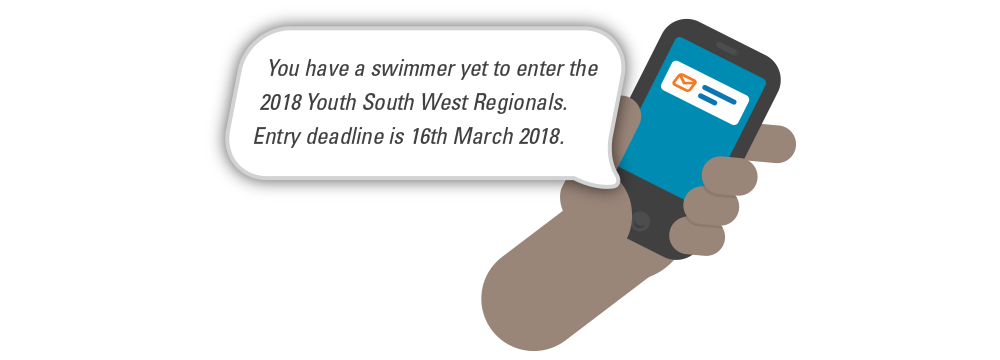 You have a swimmer yet to enter the
2018 Youth South West Regionals.
Entry deadline is 16th March 2018.